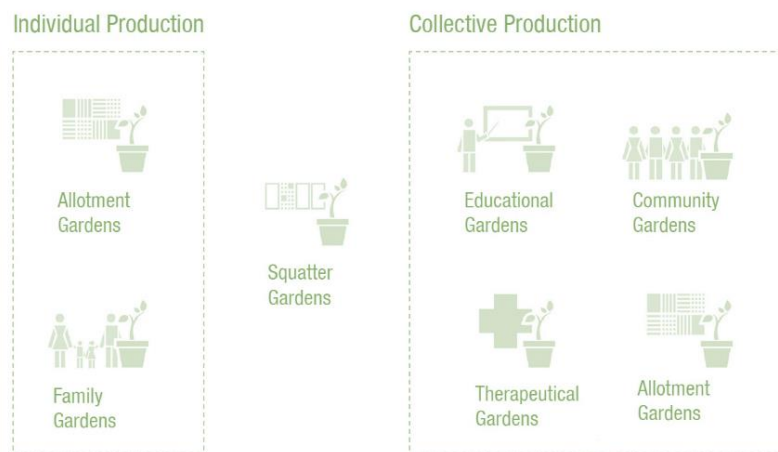 Individual Production
Collective Production
Allotment
Gardens
Educational
Gardens
Community
Gardens
Squatter
Gardens
Family
Gardens
Therapeutical
Gardens
Allotment
Gardens